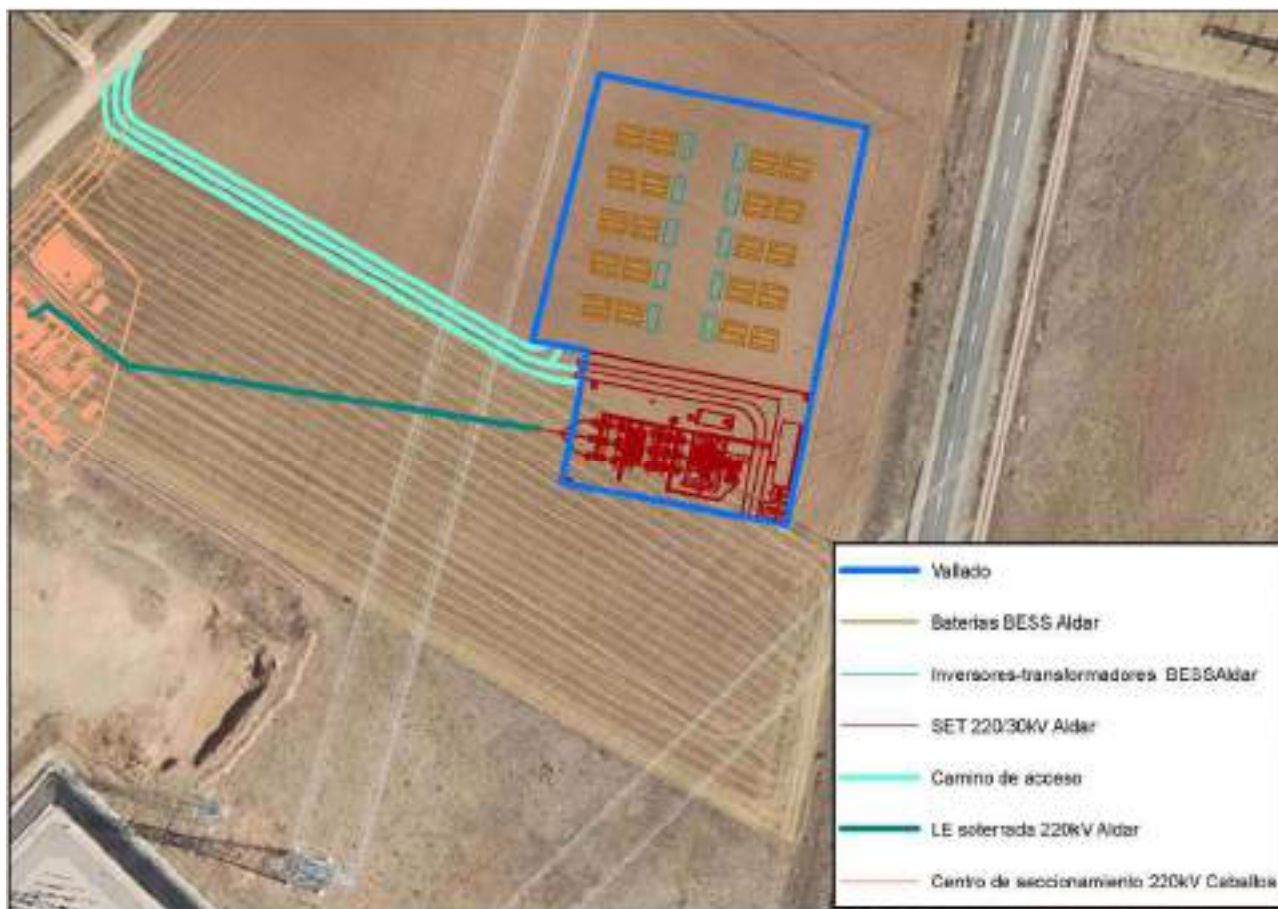 Vallado
Baterías BESS Aldar
Inversores-transformadores BESSAldar
SET 220/30kV Aldar
Camino de acceso
LE soterrada 220kV Aldar
Centro de seccionamiento 220kV Caballos